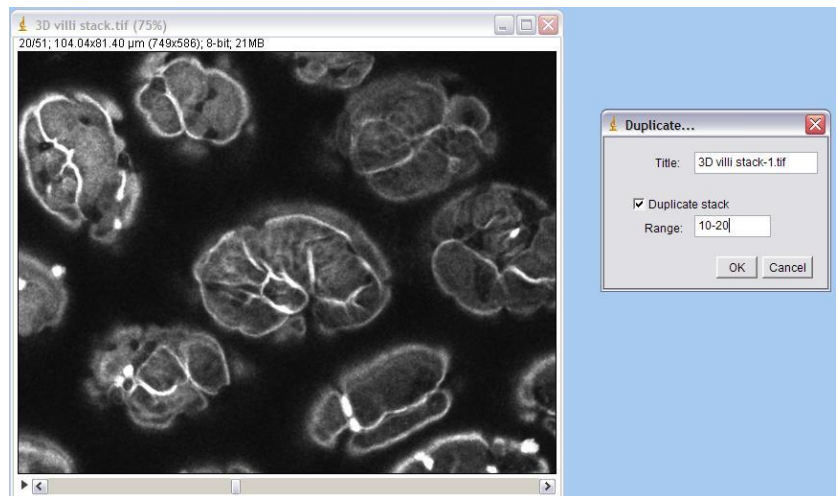 3D villi stack.tif (75%)
20/51; 104.04x81.40 µm (749x586); 8-bit; 21MB
Duplicate...
Title: 3D villi stack-1.tif
Duplicate stack
Range: 10-20
OK Cancel